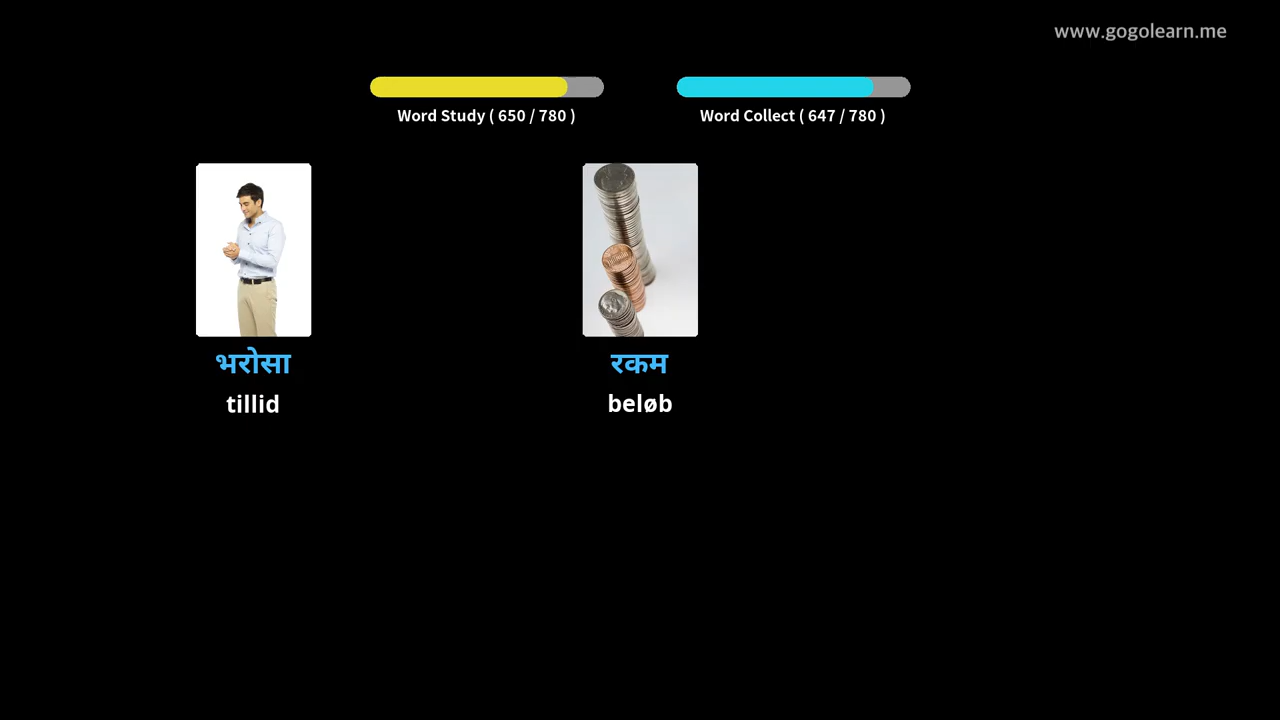 www.gogolearn.me
Word Study ( 650 / 780 )
Word Collect ( 647 / 780 )
भरोसा
tillid
रकम
beløb